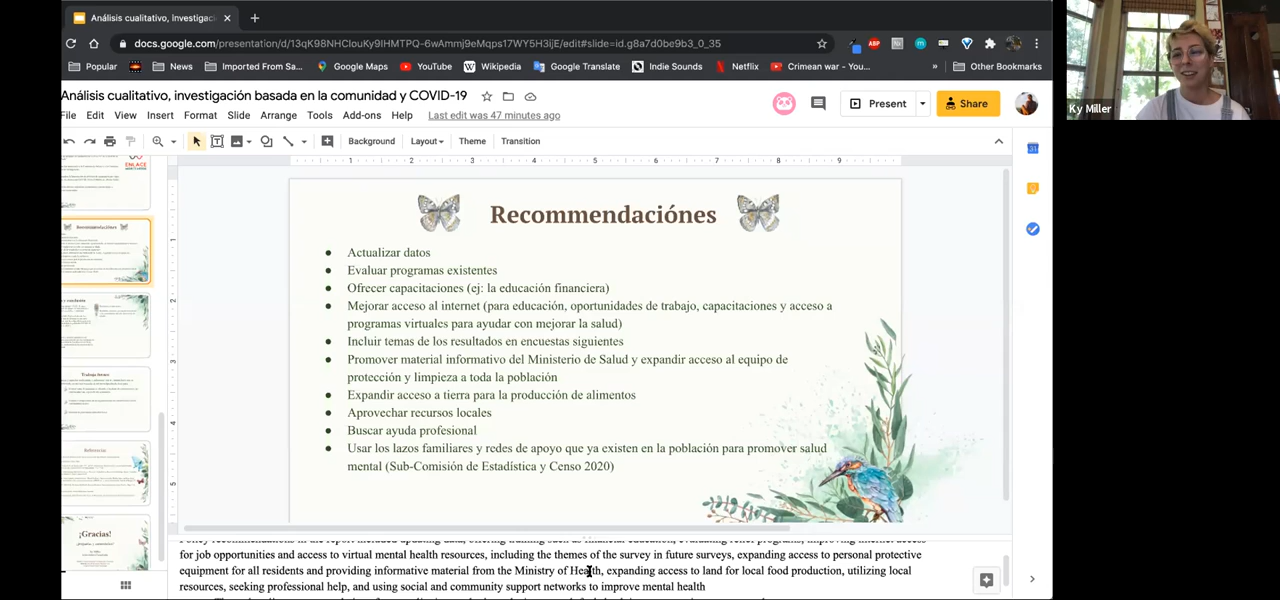 Análisis cualitativo, investigaci
docs.google.com/presentation/d/13qK98NHCIouKy9IHMTPQ-6wAmmj9eMqps17WY5H3ijE/edit#slide=id.g8a7d0be9b3_0_35
ABP
Popular News Imported From Sa... Google Maps YouTube Wikipedia Google Translate Indie Sounds Netflix Crimean war - You... » Other Bookmarks
Análisis cualitativo, investigación basada en la comunidad y COVID-19
File Edit View Insert Format Slide Arrange Tools Add-ons Help Last edit was 47 minutes ago
Present Share
Ky Miller
Background Layout Theme Transition
Recommendaciónes
Actualizar datos
Evaluar programas existentes
Ofrecer capacitaciones (ej: la educación financiera)
Mejorar acceso al internet (para educación, oportunidades de trabajo, capacitaciones, acceso a
programas virtuales para ayudar con mejorar la salud)
Incluir temas de los resultados en encuestas siguientes
Promover material informativo del Ministerio de Salud y expandir acceso al equipo de
protección y limpieza a toda la población
Expandir acceso a tierra para la producción de alimentos
Aprovechar recursos locales
Buscar ayuda profesional
Usar los lazos familiares y redes de apoyo que ya existen en la población para promover salud
mental (Sub-Comisión de Estadística y Censo 2020)
ENLACE
Recommendaciónes
y conclusión
Trabajo futuro
Referencias
¡Gracias!
for job opportunities and access to virtual mental health resources, including the themes of the survey in future surveys, expanding access to personal protective
equipment for all residents and promoting informative material from the Ministry of Health, expanding access to land for local food production, utilizing local
resources, seeking professional help, and using social and community support networks to improve mental health